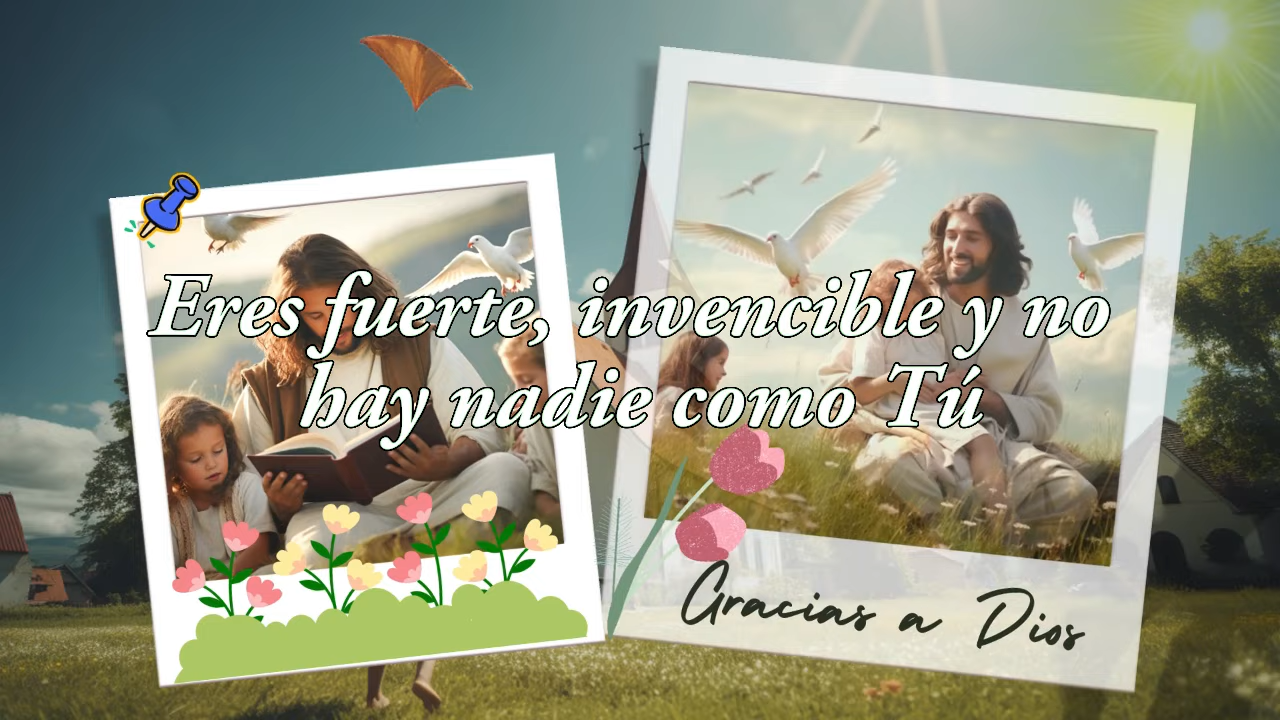 Eres fuerte, invencible y no
hay nadie como Tú
Gracias a Dios